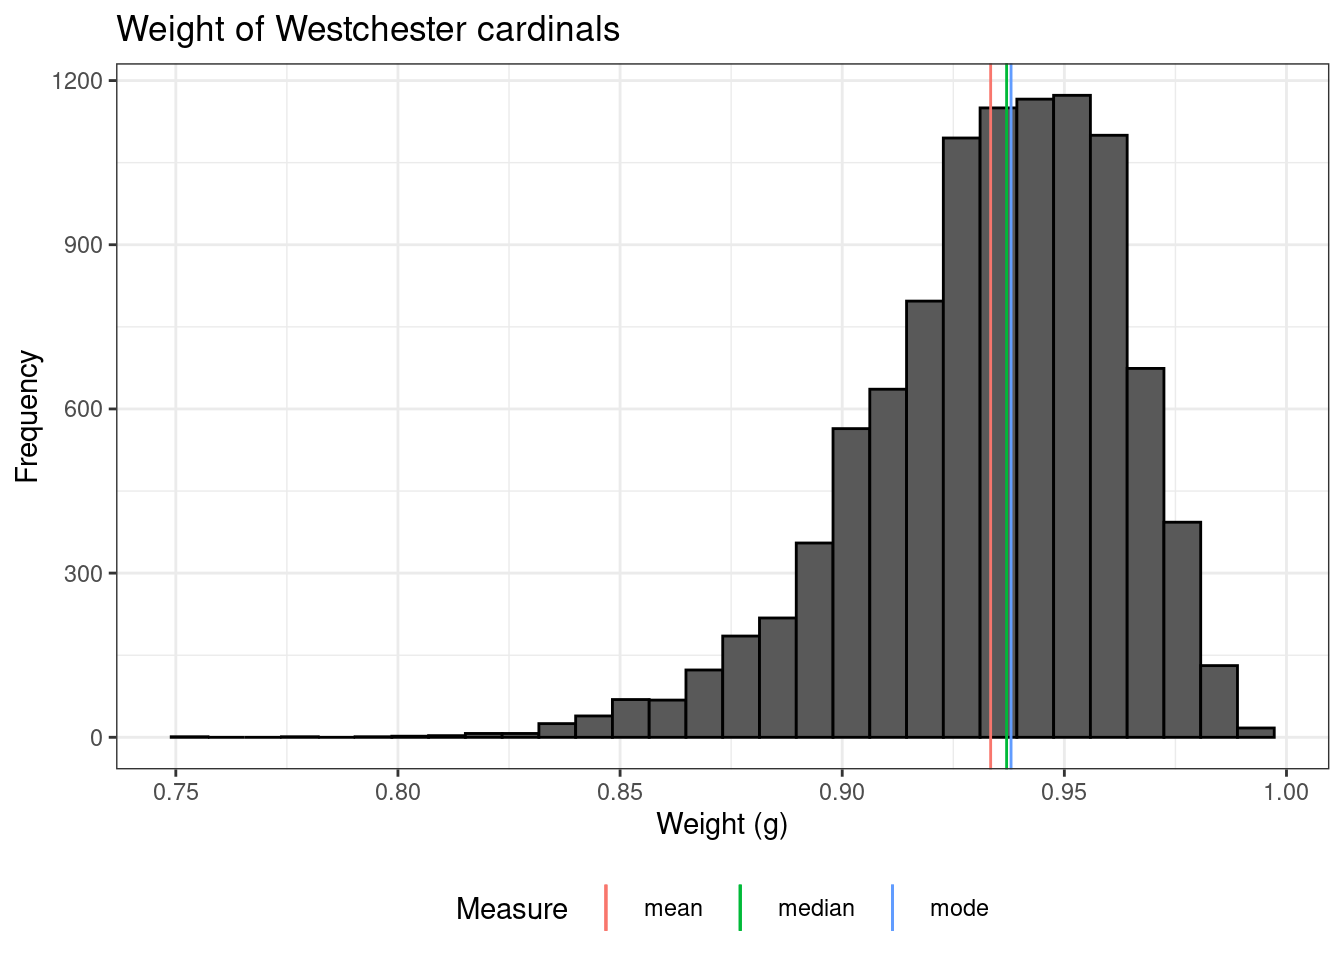 Weight of Westchester cardinals
1200
900
600
300
0
Frequency
0.75 0.80 0.85 0.90 0.95 1.00
Weight (g)
Measure mean median mode